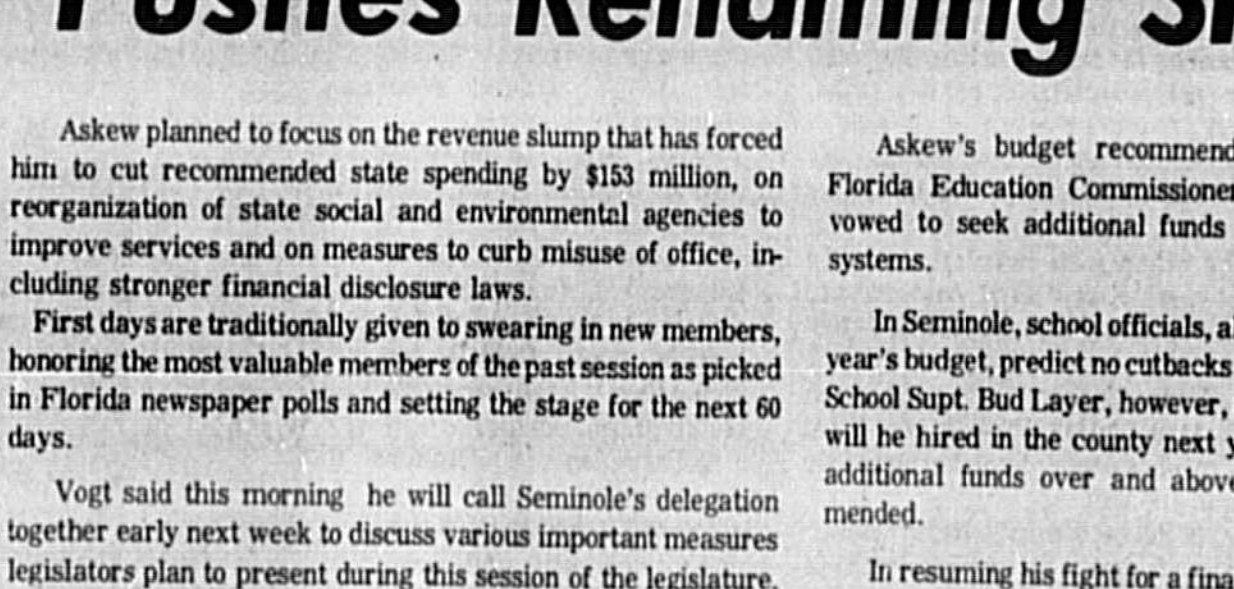 Pushes Renaming
Askew planned to focus on the revenue slump that has forced
him to cut recommended state spending by $153 million, on
reorganization of state social and environmental agencies to
improve services and on measures to curb misuse of office, in-
cluding stronger financial disclosure laws.
First days are traditionally given to swearing in new members,
honoring the most valuable members of the past session as picked
in Florida newspaper polls and setting the stage for the next 60
days.
Vogt said this morning he will call Seminole's delegation
together early next week to discuss various important measures
legislators plan to present during this session of the legislature.
Askew's budget recommend
Florida Education Commissioner
vowed to seek additional funds
systems.
In Seminole, school officials, al
year's budget, predict no cutbacks
School Supt. Bud Layer, however,
will he hired in the county next y
additional funds over and above
mended.
In resuming his fight for a fina